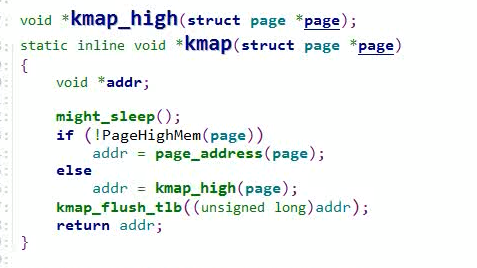 void *kmap_high(struct page *page);
static inline void *kmap(struct page *page)
{
    void *addr;

    might_sleep();
    if (!PageHighMem(page))
        addr = page_address(page);
    else
        addr = kmap_high(page);
    kmap_flush_tlb((unsigned long)addr);
    return addr;
}